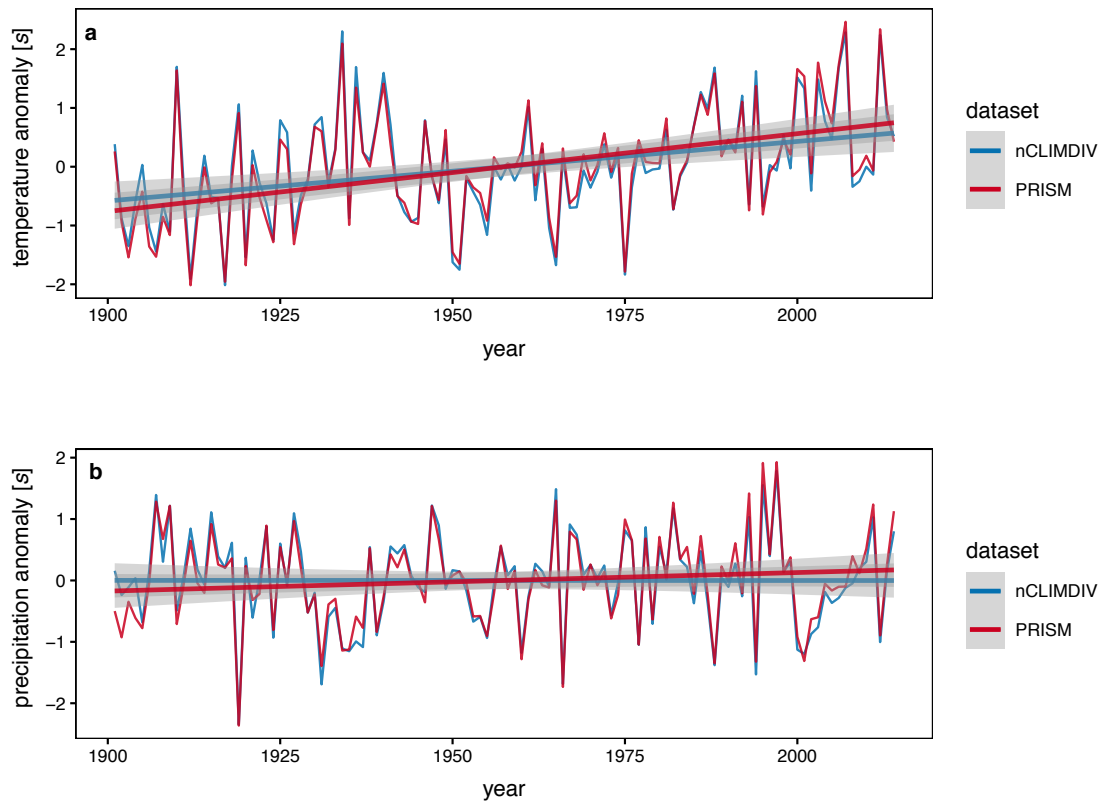 a
temperature anomaly [s]
2
1
0
−1
−2
1900 1925 1950 1975 2000
year
dataset
nCLIMDIV
PRISM
b
precipitation anomaly [s]
2
1
0
−1
−2
1900 1925 1950 1975 2000
year
dataset
nCLIMDIV
PRISM